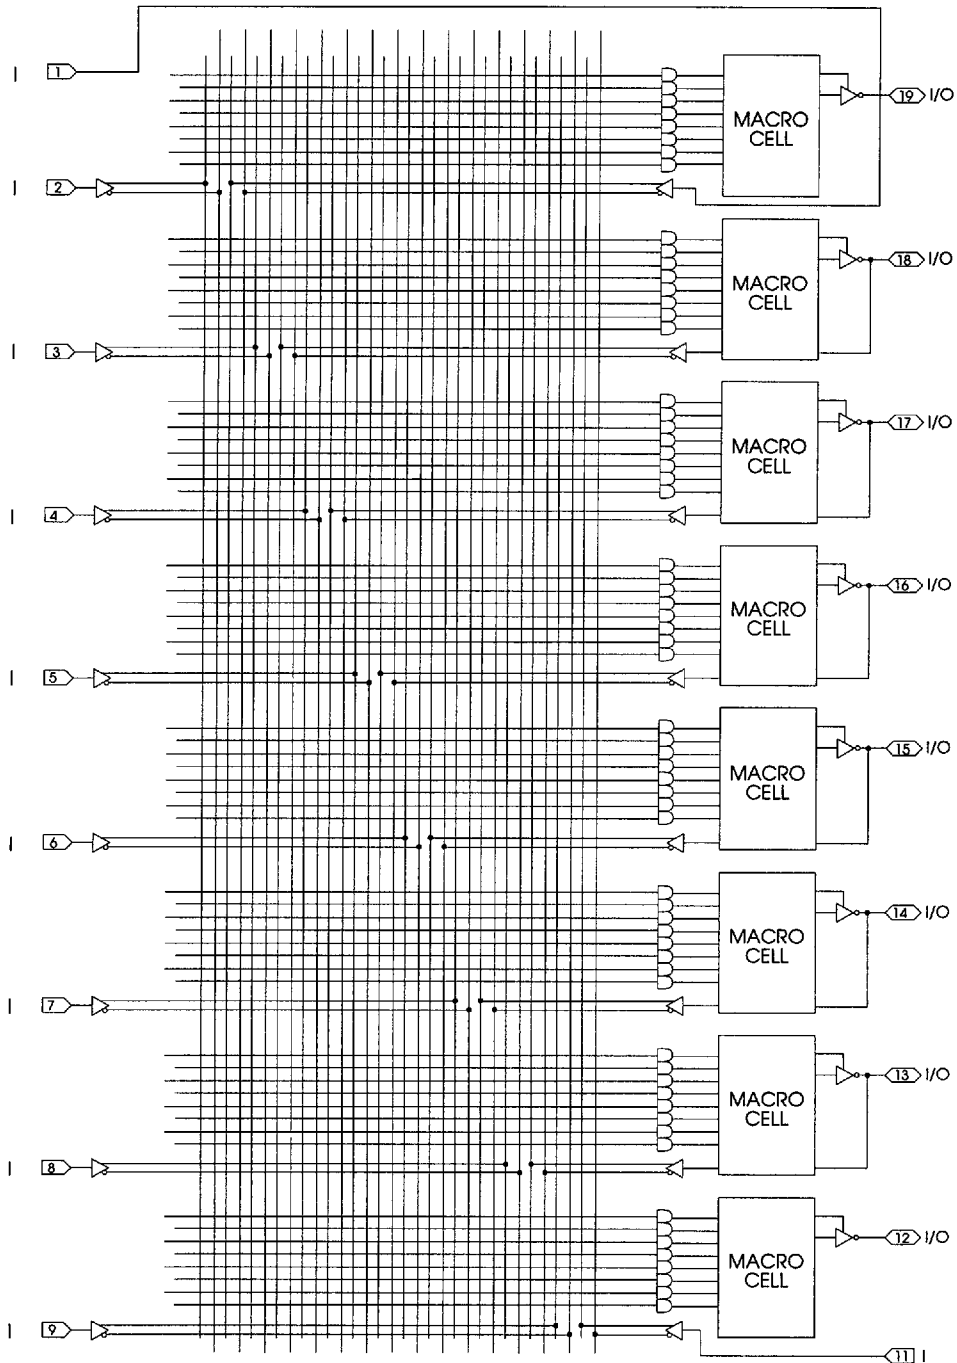 I 1
MACRO
CELL
19 I/O
I 2
MACRO
CELL
18 I/O
I 3
MACRO
CELL
17 I/O
I 4
MACRO
CELL
16 I/O
I 5
MACRO
CELL
15 I/O
I 6
MACRO
CELL
14 I/O
I 7
MACRO
CELL
13 I/O
I 8
MACRO
CELL
12 I/O
I 9
11 I